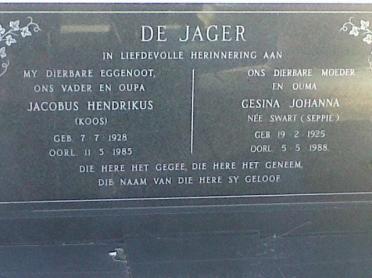 DE JAGER
IN LIEFDEVOLLE HERINNERING AAN
MY DIERBARE EGGENOOT,
ONS VADER EN OUPA
JACOBUS HENDRIKUS
(KOOS)
GEB. 7·7·1928
OORL. 11·5·1985
ONS DIERBARE MOEDER
EN OUMA
GESINA JOHANNA
NÉE SWART (SEPPIE)
GEB. 19·2·1925
OORL. 5·5·1988.
DIE HERE HET GEGEE, DIE HERE HET GENEEM,
DIE NAAM VAN DIE HERE SY GELOOF